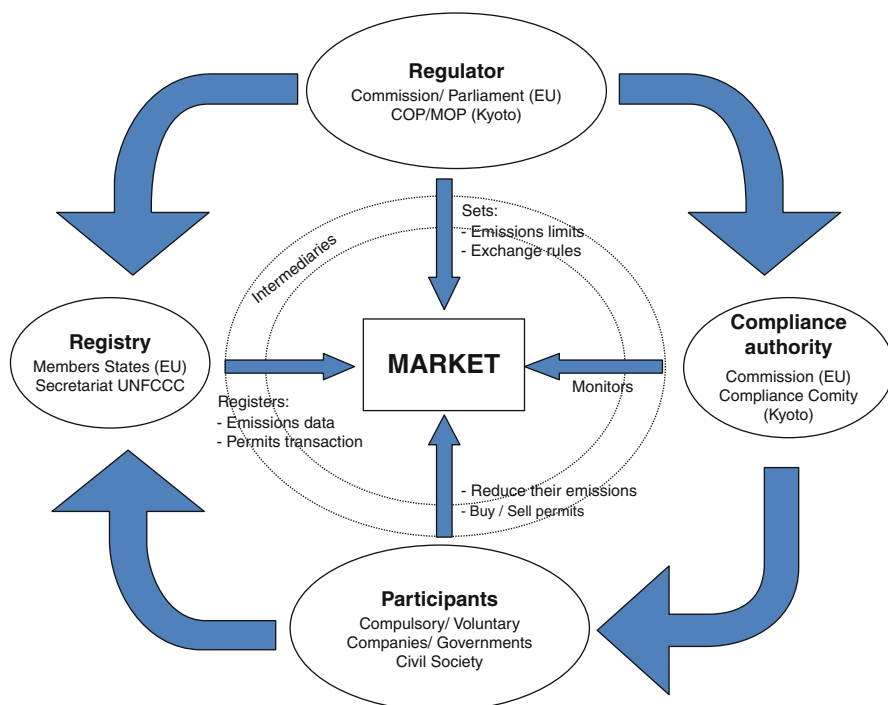 Regulator
Commission/ Parliament (EU)
COP/MOP (Kyoto)
Sets:
- Emissions limits
- Exchange rules
Intermediaries
Registry
Members States (EU)
Secretariat UNFCCC
MARKET
Compliance
authority
Commission (EU)
Compliance Comity
(Kyoto)
Monitors
Registers:
- Emissions data
- Permits transaction
- Reduce their emissions
- Buy / Sell permits
Participants
Compulsory/ Voluntary
Companies/ Governments
Civil Society